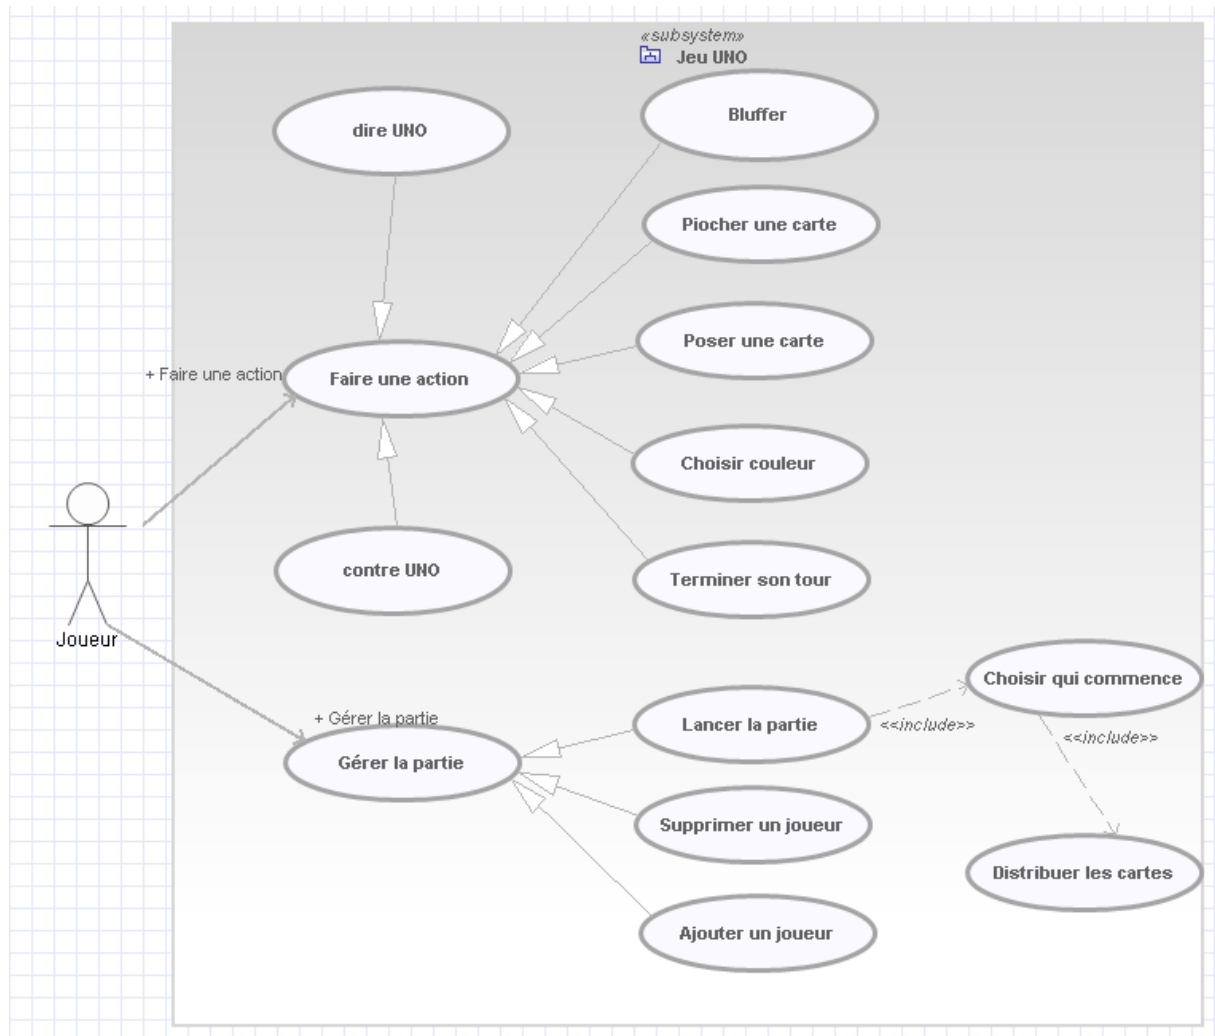 «subsystem»
Jeu UNO
dire UNO
Bluffer
Piocher une carte
Poser une carte
+ Faire une action
Faire une action
Choisir couleur
contre UNO
Terminer son tour
Joueur
Choisir qui commence
+ Gérer la partie
Lancer la partie
<<include>>
<<include>>
Gérer la partie
Supprimer un joueur
Distribuer les cartes
Ajouter un joueur